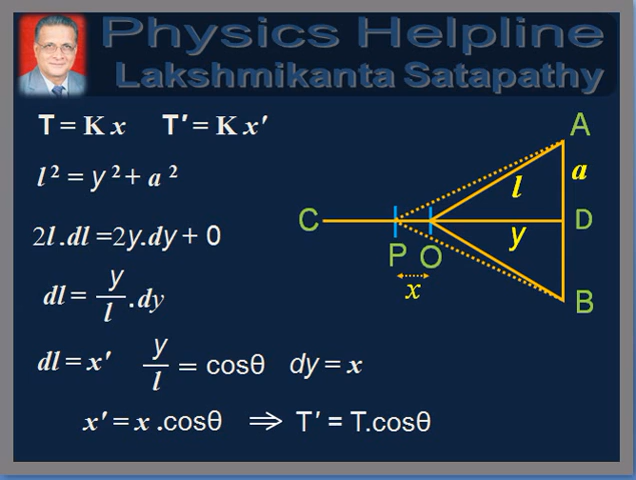 Physics Helpline
Lakshmikanta Satapathy
T = K x T′ = K x′
l² = y² + a²
2l.dl =2y.dy + 0
dl = y/l .dy
dl = x′ y/l = cosθ dy = x
x′ = x .cosθ ⇒ T′ = T.cosθ
A
a
l
C
D
y
P O
x
B